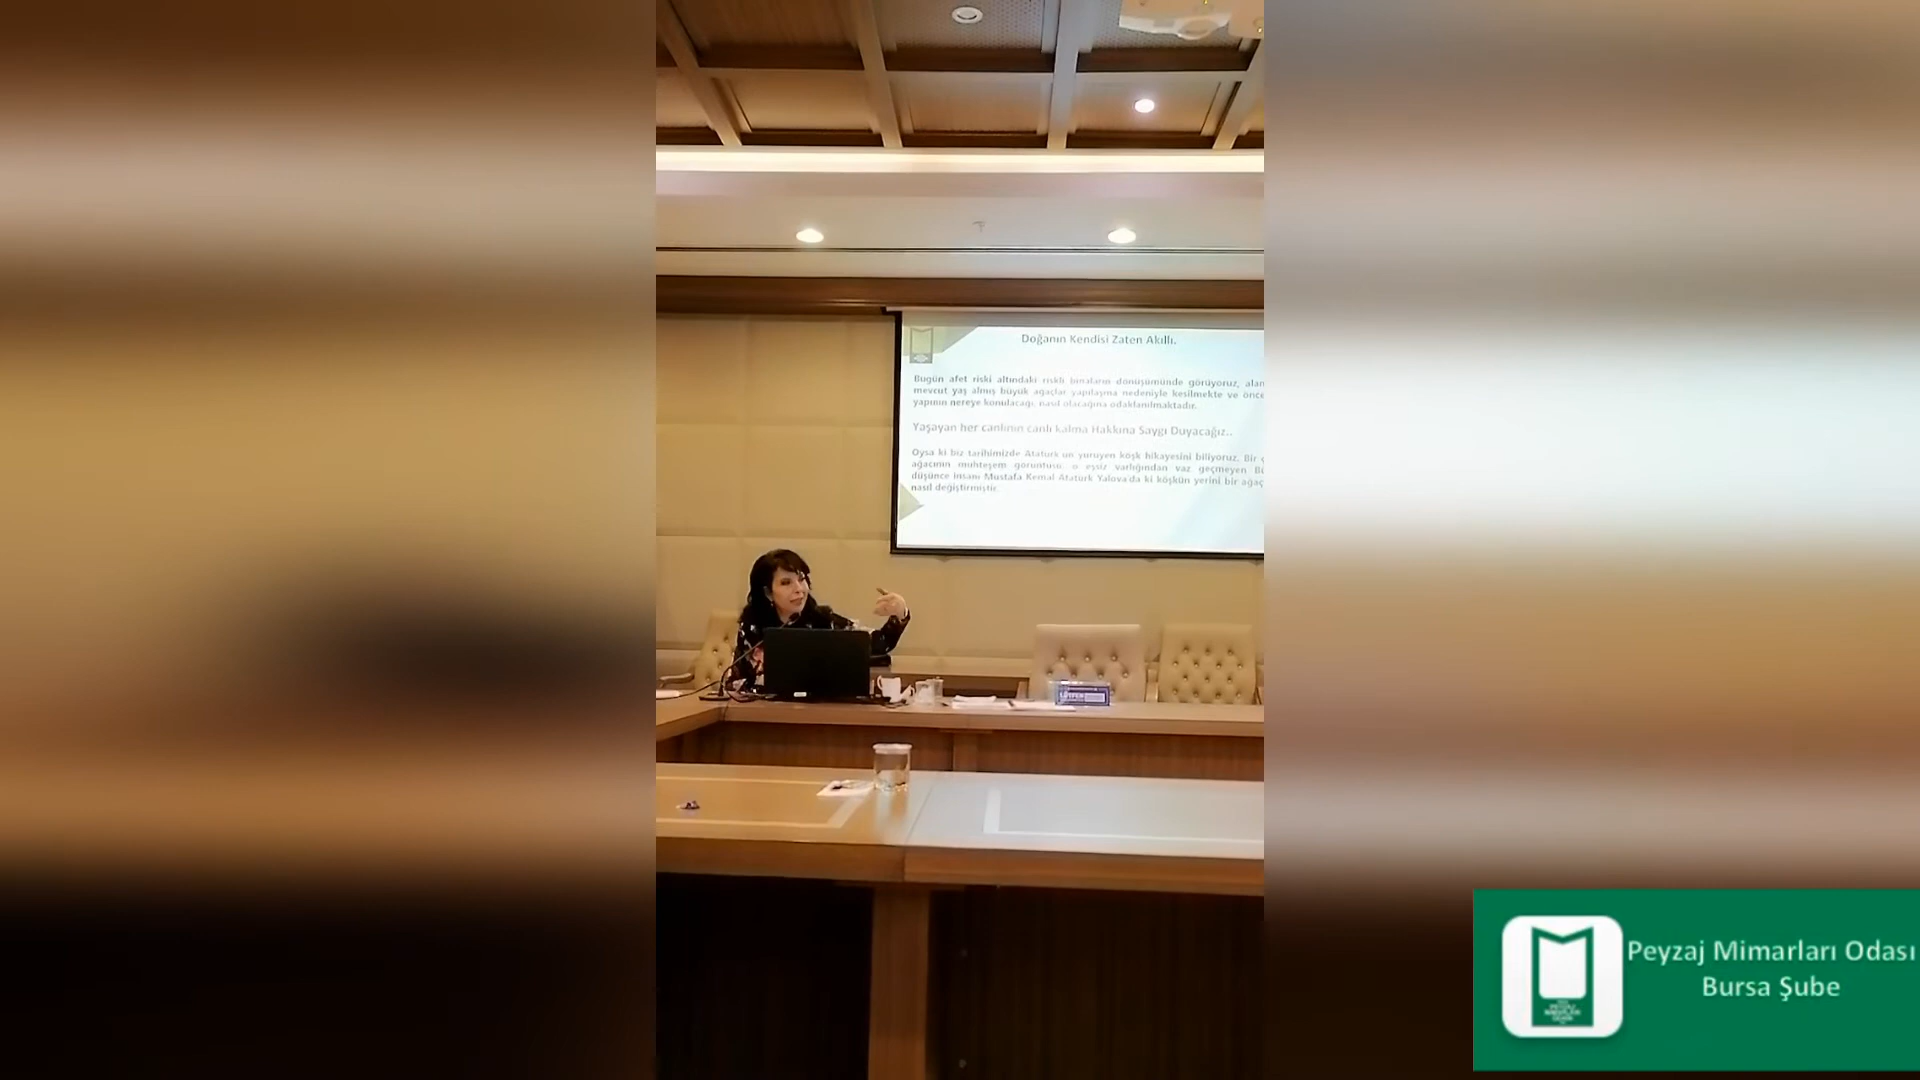 Doğanın Kendisi Zaten Akıllı.
Bugün afet riski altındaki riskli binaların dönüşümünde görüyoruz, alan
mevcut yaş almış büyük ağaçlar yapılaşma nedeniyle kesilmekte ve önce
yapının nereye konulacağı, nasıl olacağına odaklanılmaktadır.
Yaşayan her canlının canlı kalma Hakkına Saygı Duyacağız..
Oysa ki biz tarihimizde Atatürk'ün yürüyen köşk hikayesini biliyoruz. Bir
ağacının muhteşem görüntüsü, o eşsiz varlığından vaz geçmeyen
düşünce insanı Mustafa Kemal Atatürk Yalova'da ki köşkün yerini bir ağaç
nasıl değiştirmiştir.
LÜTFEN
Peyzaj Mimarları Odası
Bursa Şube